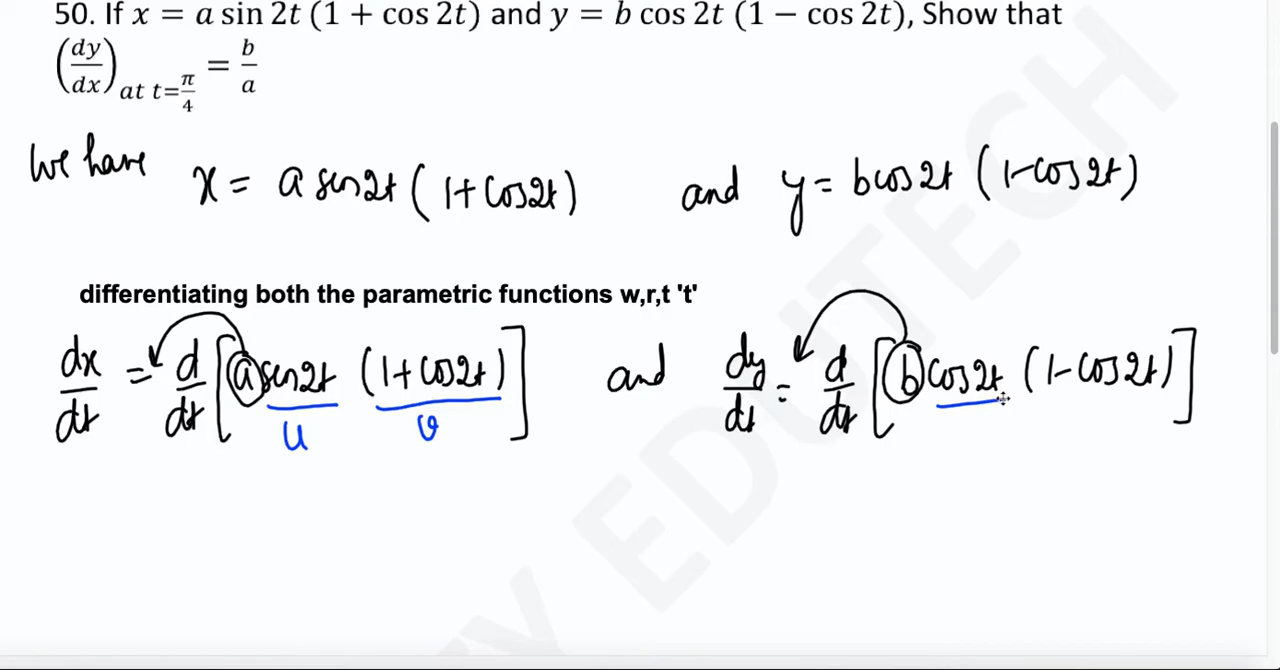 50. If x = a sin 2t (1 + cos 2t) and y = b cos 2t (1 − cos 2t), Show that
(dy/dx) at t=π/4 = b/a
We have x = a sin2t (1+cos2t) and y = b cos2t (1-cos2t)
differentiating both the parametric functions w,r,t 't'
dx/dt = d/dt [a sin2t (1+cos2t)] and dy/dt = d/dt [b cos2t (1-cos2t)]
u v
EDUTECH